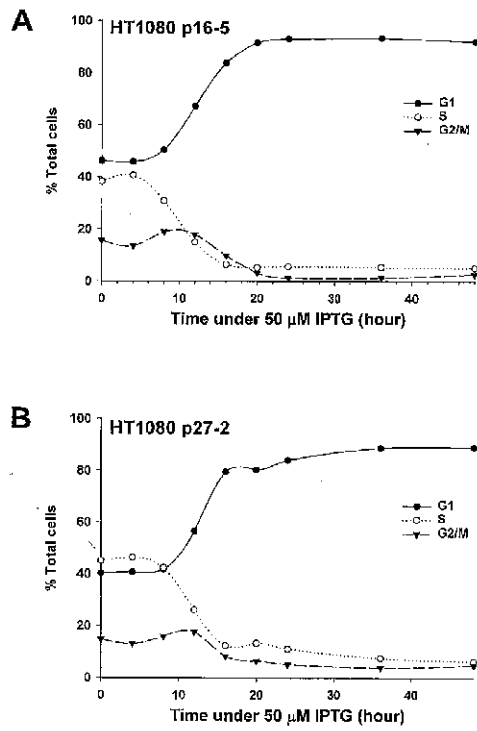 A
HT1080 p16-5
100
80
60
40
20
0
% Total cells
G1
S
G2/M
0
10
20
30
40
Time under 50 μM IPTG (hour)
B
HT1080 p27-2
100
80
60
40
20
0
% Total cells
G1
S
G2/M
0
10
20
30
40
Time under 50 μM IPTG (hour)